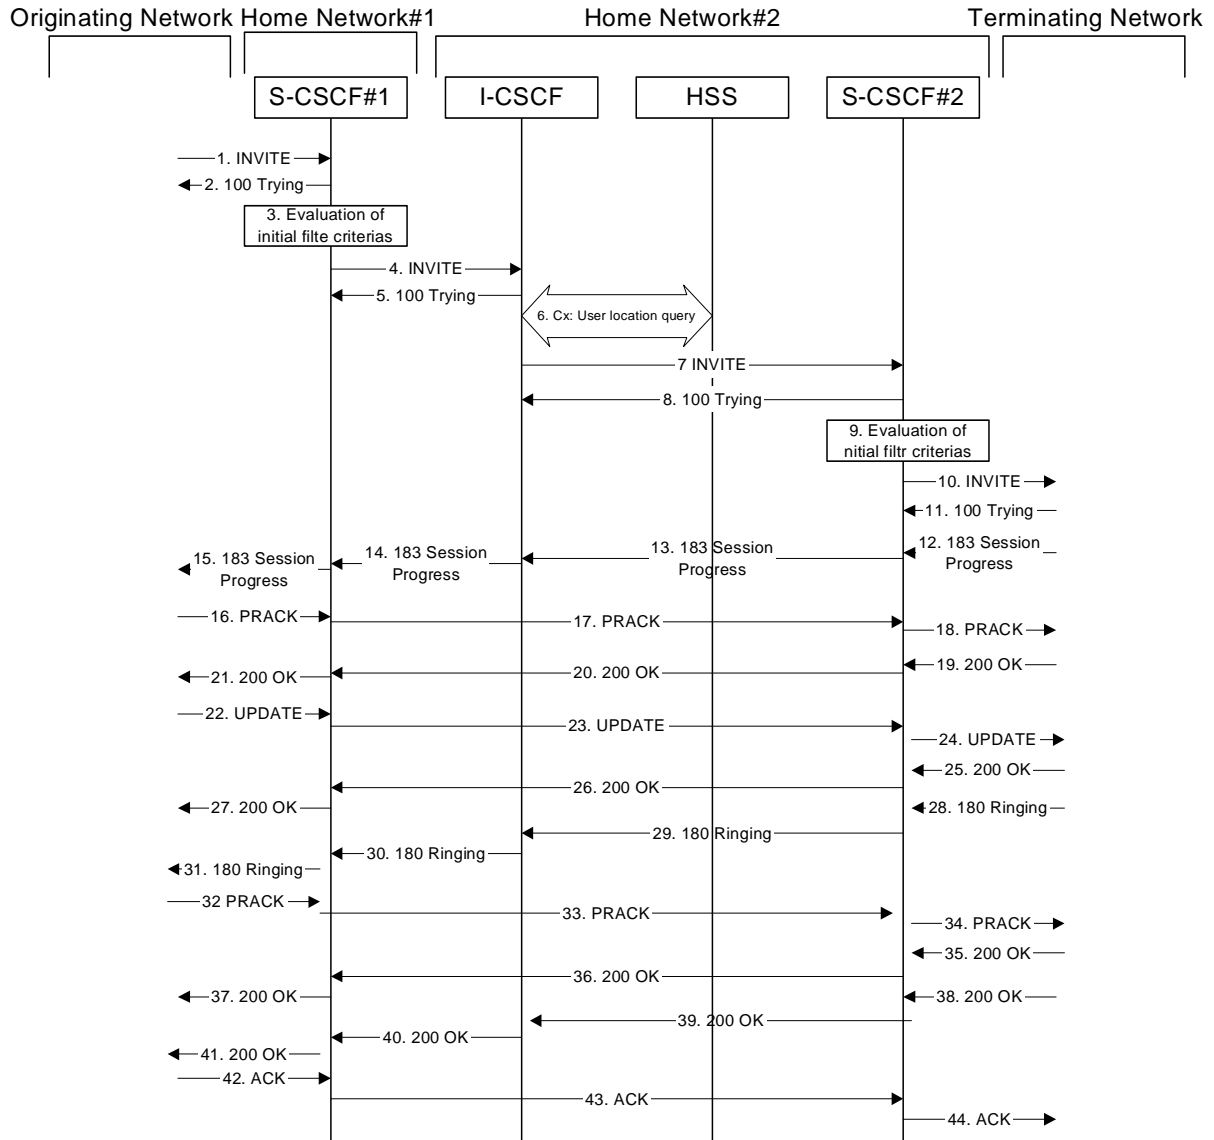 Originating Network Home Network#1 Home Network#2 Terminating Network
S-CSCF#1 I-CSCF HSS S-CSCF#2
1. INVITE
2. 100 Trying
3. Evaluation of
initial filte criterias
4. INVITE
5. 100 Trying
6. Cx: User location query
7 INVITE
8. 100 Trying
9. Evaluation of
nitial filtr criterias
10. INVITE
11. 100 Trying
12. 183 Session
Progress
13. 183 Session
Progress
14. 183 Session
Progress
15. 183 Session
Progress
16. PRACK
17. PRACK
18. PRACK
19. 200 OK
20. 200 OK
21. 200 OK
22. UPDATE
23. UPDATE
24. UPDATE
25. 200 OK
26. 200 OK
27. 200 OK
28. 180 Ringing
29. 180 Ringing
30. 180 Ringing
31. 180 Ringing
32 PRACK
33. PRACK
34. PRACK
35. 200 OK
36. 200 OK
37. 200 OK
38. 200 OK
39. 200 OK
40. 200 OK
41. 200 OK
42. ACK
43. ACK
44. ACK